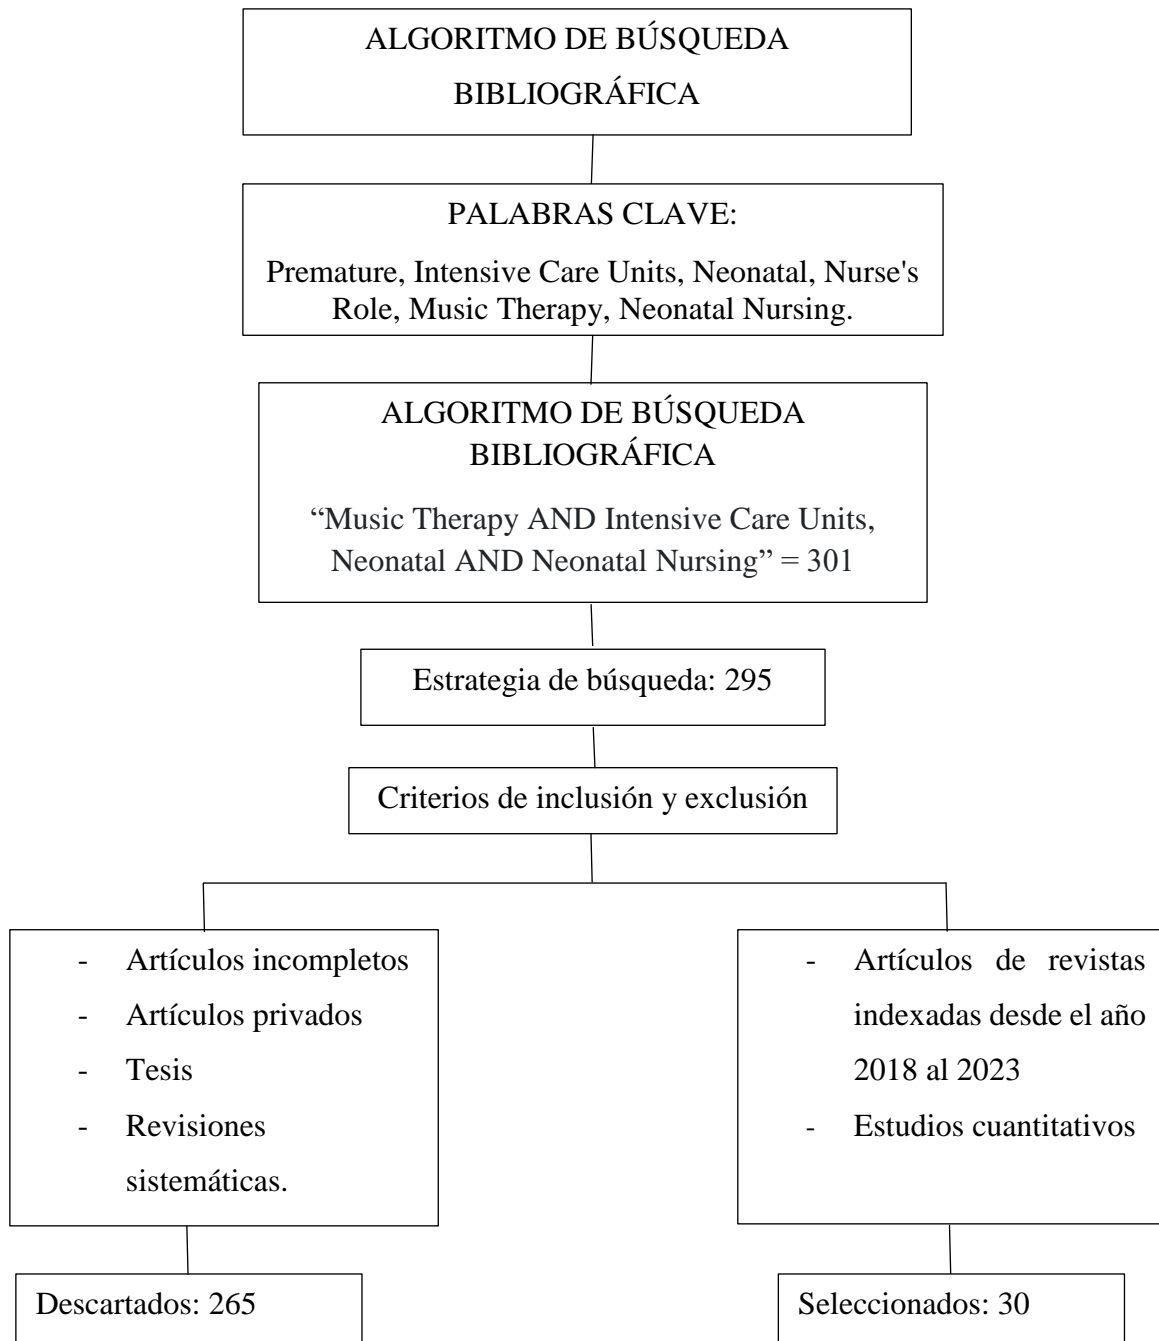 ALGORITMO DE BÚSQUEDA
BIBLIOGRÁFICA
PALABRAS CLAVE:
Premature, Intensive Care Units, Neonatal, Nurse's
Role, Music Therapy, Neonatal Nursing.
ALGORITMO DE BÚSQUEDA
BIBLIOGRÁFICA
“Music Therapy AND Intensive Care Units,
Neonatal AND Neonatal Nursing” = 301
Estrategia de búsqueda: 295
Criterios de inclusión y exclusión
- Artículos incompletos
- Artículos privados
- Tesis
- Revisiones
sistemáticas.
- Artículos de revistas
indexadas desde el año
2018 al 2023
- Estudios cuantitativos
Descartados: 265
Seleccionados: 30